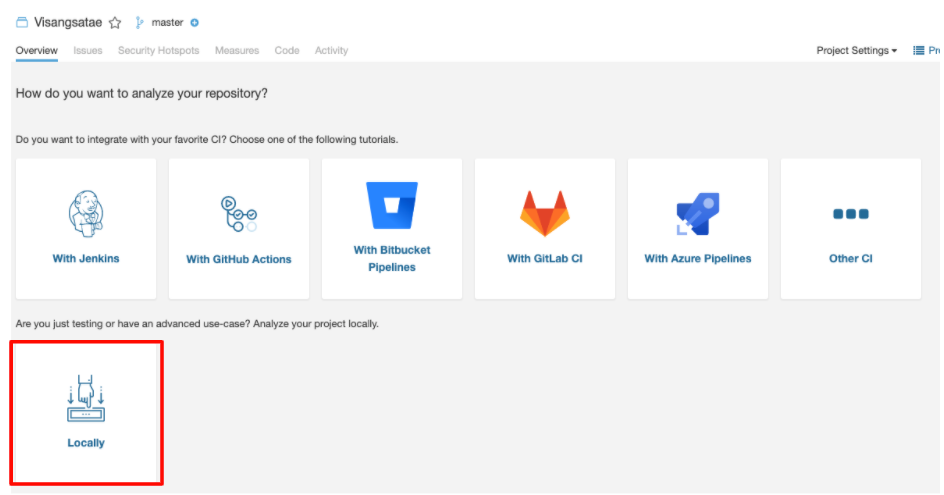 Visangsatae master
Overview Issues Security Hotspots Measures Code Activity Project Settings
How do you want to analyze your repository?
Do you want to integrate with your favorite CI? Choose one of the following tutorials.
With Jenkins
With GitHub Actions
With Bitbucket
Pipelines
With GitLab CI
With Azure Pipelines
Other CI
Are you just testing or have an advanced use-case? Analyze your project locally.
Locally